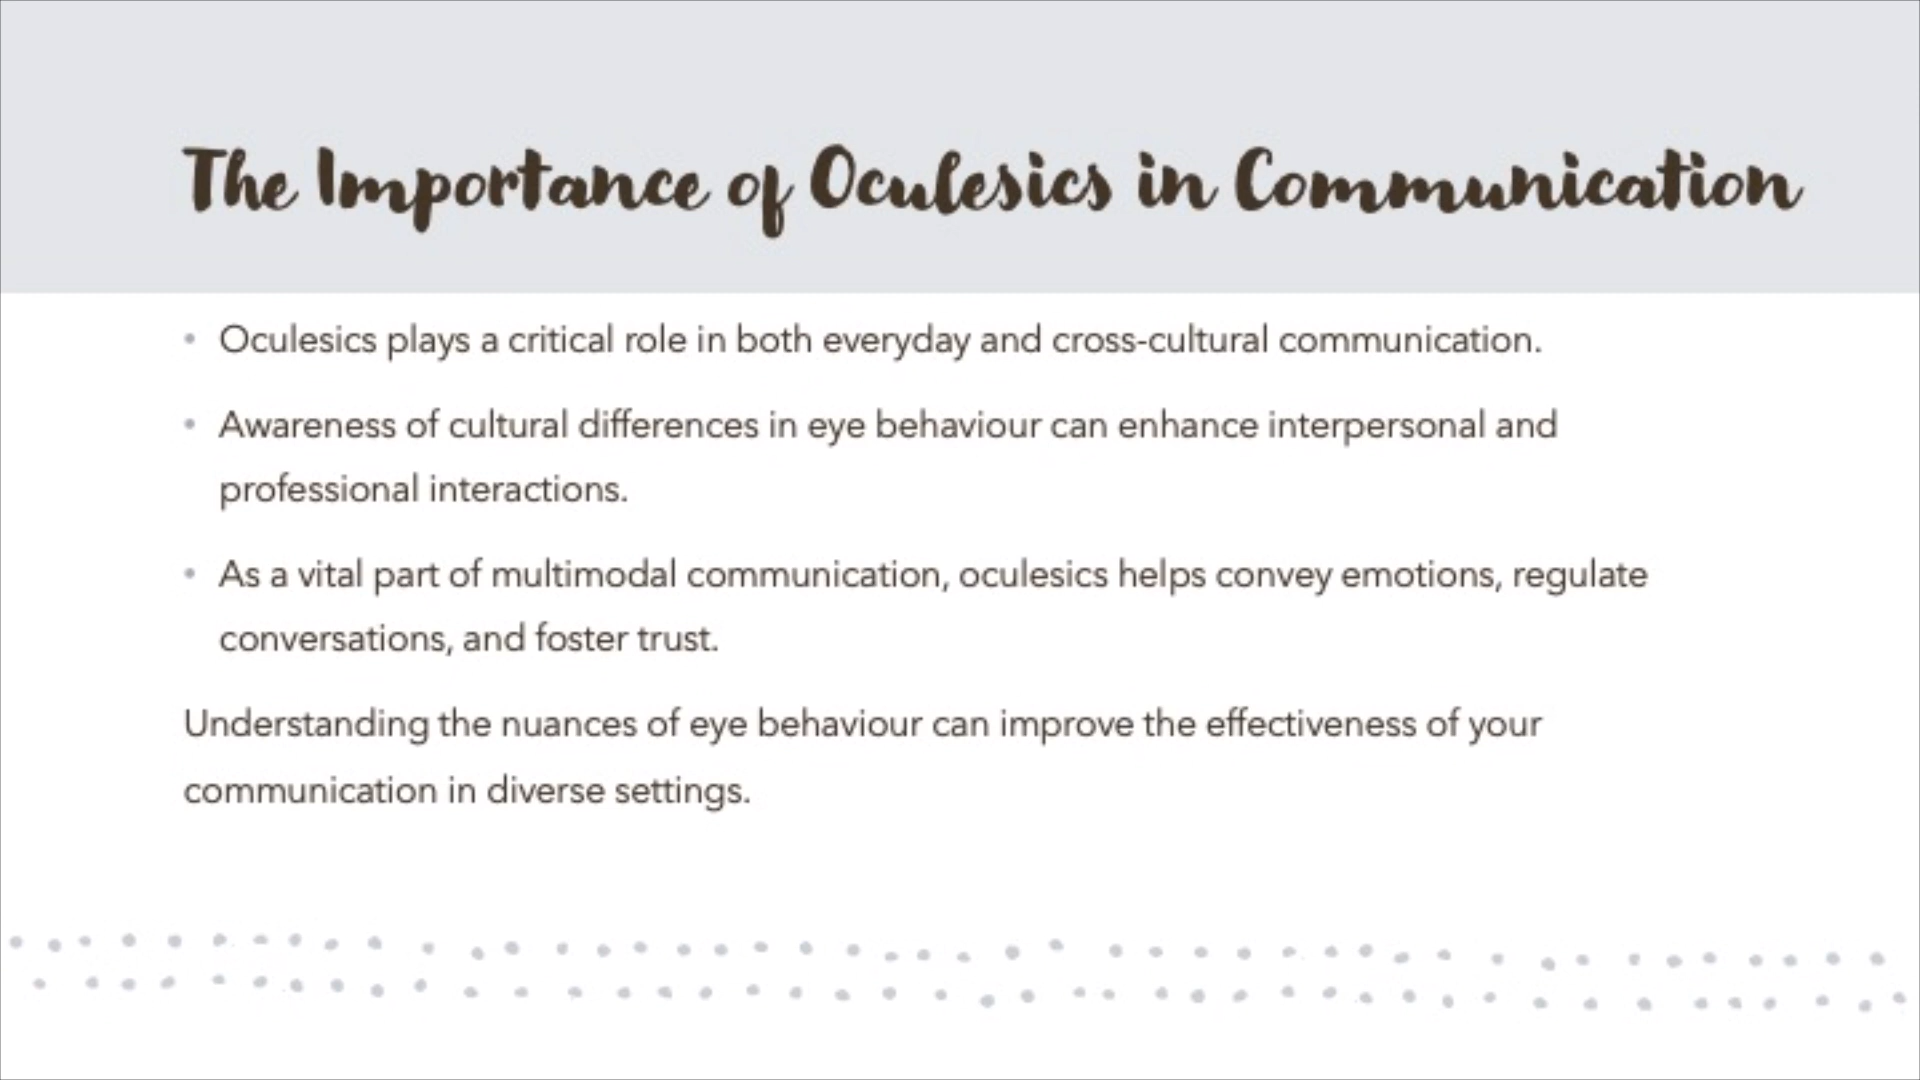 The Importance of Oculesics in Communication
• Oculesics plays a critical role in both everyday and cross-cultural communication.
• Awareness of cultural differences in eye behaviour can enhance interpersonal and
professional interactions.
• As a vital part of multimodal communication, oculesics helps convey emotions, regulate
conversations, and foster trust.
Understanding the nuances of eye behaviour can improve the effectiveness of your
communication in diverse settings.